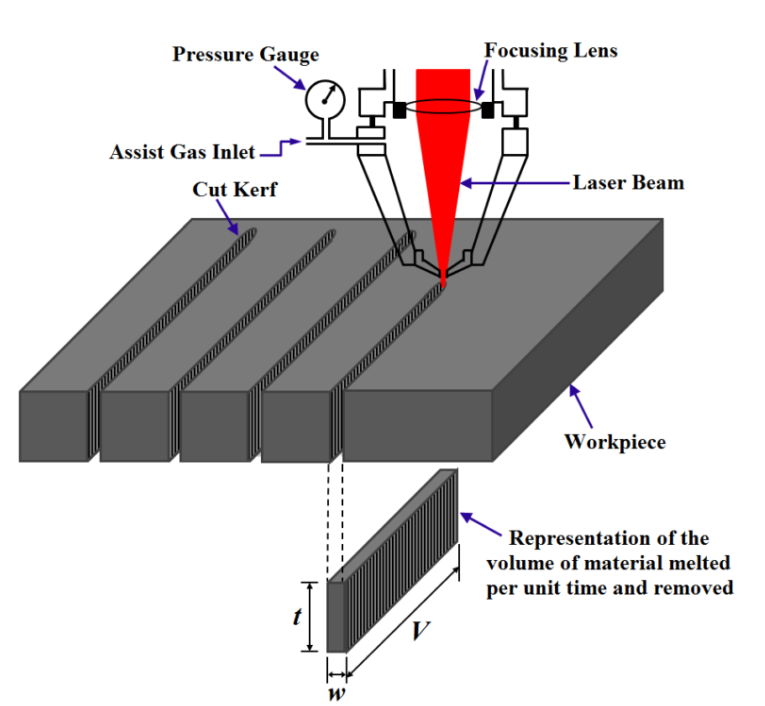 Pressure Gauge
Focusing Lens
Assist Gas Inlet
Laser Beam
Cut Kerf
Workpiece
Representation of the
volume of material melted
per unit time and removed
t
V
w